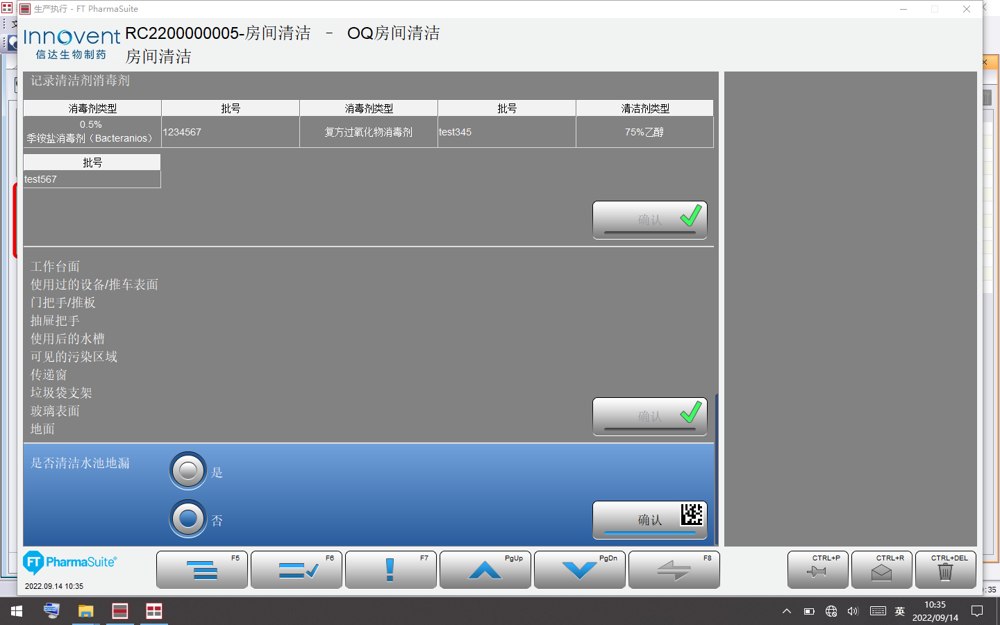 生产执行 - FT PharmaSuite
Innovent
信达生物制药
RC2200000005-房间清洁 - OQ房间清洁
房间清洁
记录清洁剂消毒剂
消毒剂类型 批号 消毒剂类型 批号 清洁剂类型
0.5%
季铵盐消毒剂（Bacteranios） 1234567 复方过氧化物消毒剂 test345 75%乙醇
批号
test567
确认
工作台面
使用过的设备/推车表面
门把手/推板
抽屉把手
使用后的水槽
可见的污染区域
传递窗
垃圾袋支架
玻璃表面
地面
确认
是否清洁水池地漏
是
否
确认
FT PharmaSuite®
2022.09.14 10:35
F5 F6 F7 PgUp PgDn F8 CTRL+P CTRL+R CTRL+DEL
:35
英
10:35
2022/09/14